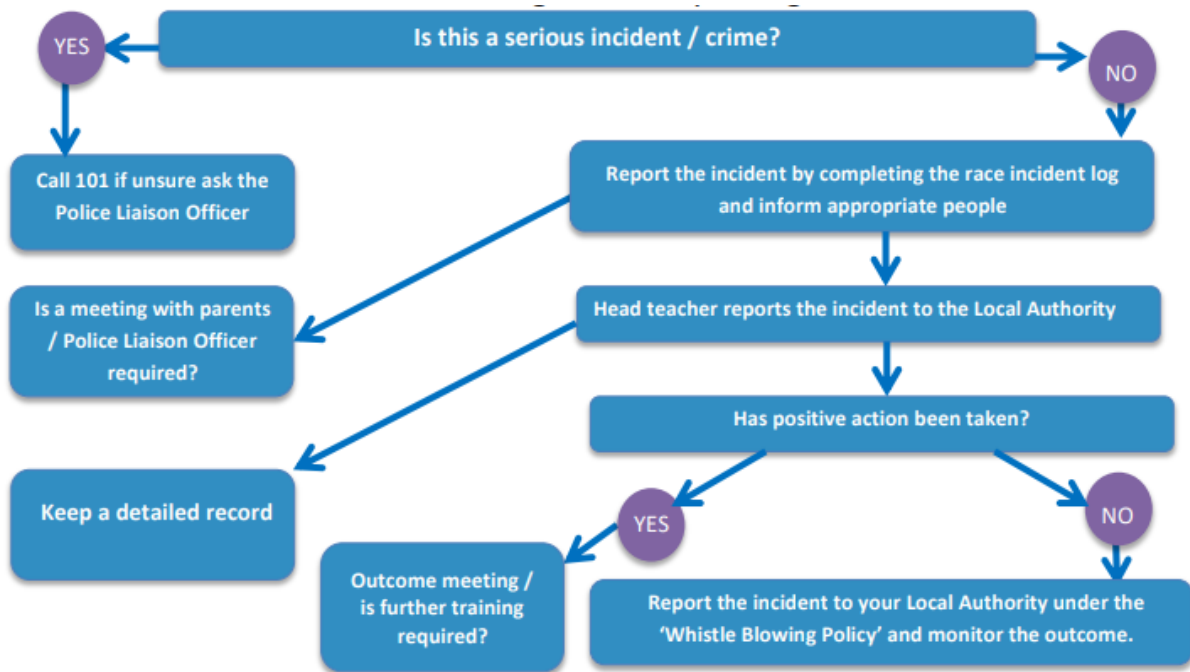 Is this a serious incident / crime?
YES
NO
Call 101 if unsure ask the
Police Liaison Officer
Report the incident by completing the race incident log
and inform appropriate people
Is a meeting with parents
/ Police Liaison Officer
required?
Head teacher reports the incident to the Local Authority
Has positive action been taken?
Keep a detailed record
YES
NO
Outcome meeting /
is further training
required?
Report the incident to your Local Authority under the
‘Whistle Blowing Policy’ and monitor the outcome.